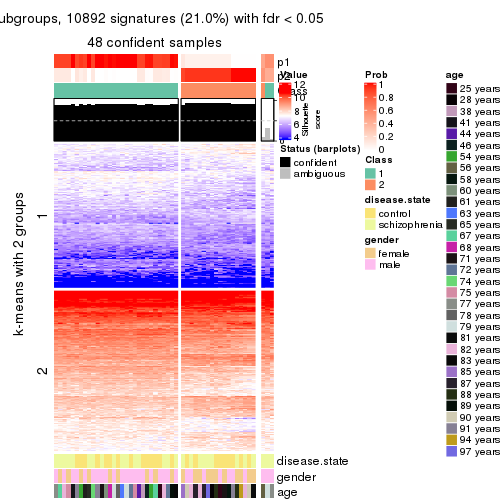 ubgroups, 10892 signatures (21.0%) with fdr < 0.05
48 confident samples
p1
p2
Class
Silhouette
score
k-means with 2 groups
1
2
disease.state
gender
age
Value
12
10
8
6
4
Status (barplots)
confident
ambiguous
Prob
1
0.8
0.6
0.4
0.2
0
Class
1
2
disease.state
control
schizophrenia
gender
female
male
age
25 years
28 years
38 years
41 years
44 years
46 years
54 years
56 years
58 years
60 years
61 years
63 years
65 years
67 years
68 years
71 years
72 years
74 years
75 years
77 years
78 years
79 years
81 years
82 years
83 years
85 years
87 years
88 years
89 years
90 years
91 years
94 years
97 years